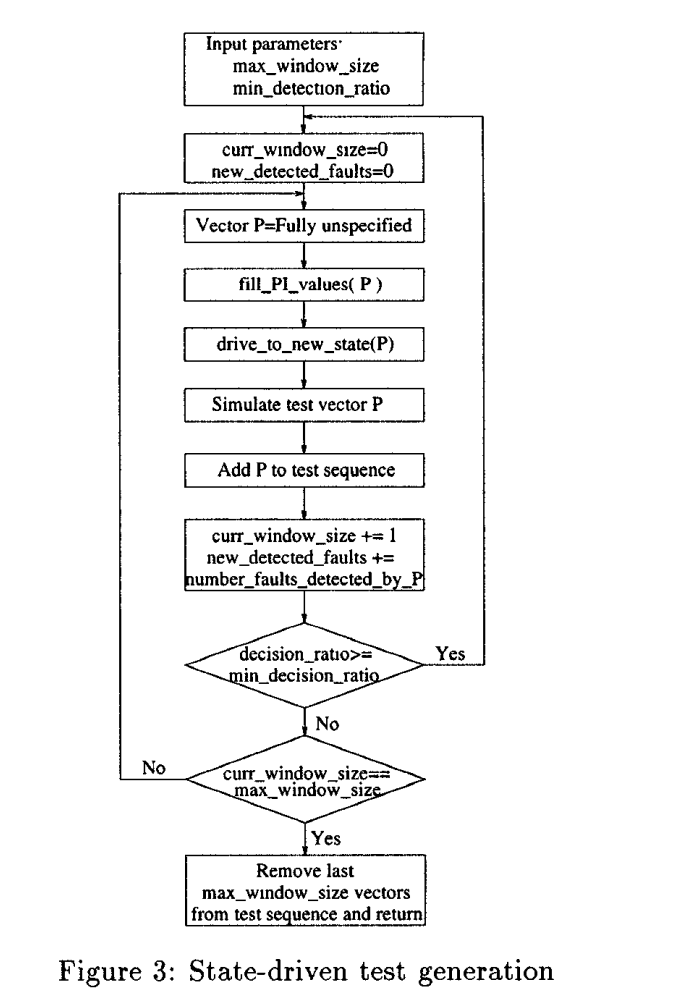 Input parameters:
max_window_size
min_detection_ratio
curr_window_size=0
new_detected_faults=0
Vector P=Fully unspecified
fill_PI_values( P )
drive_to_new_state(P)
Simulate test vector P
Add P to test sequence
curr_window_size += 1
new_detected_faults +=
number_faults_detected_by_P
decision_ratio>=
min_decision_ratio
Yes
No
curr_window_size==
max_window_size
No
Yes
Remove last
max_window_size vectors
from test sequence and return
Figure 3: State-driven test generation